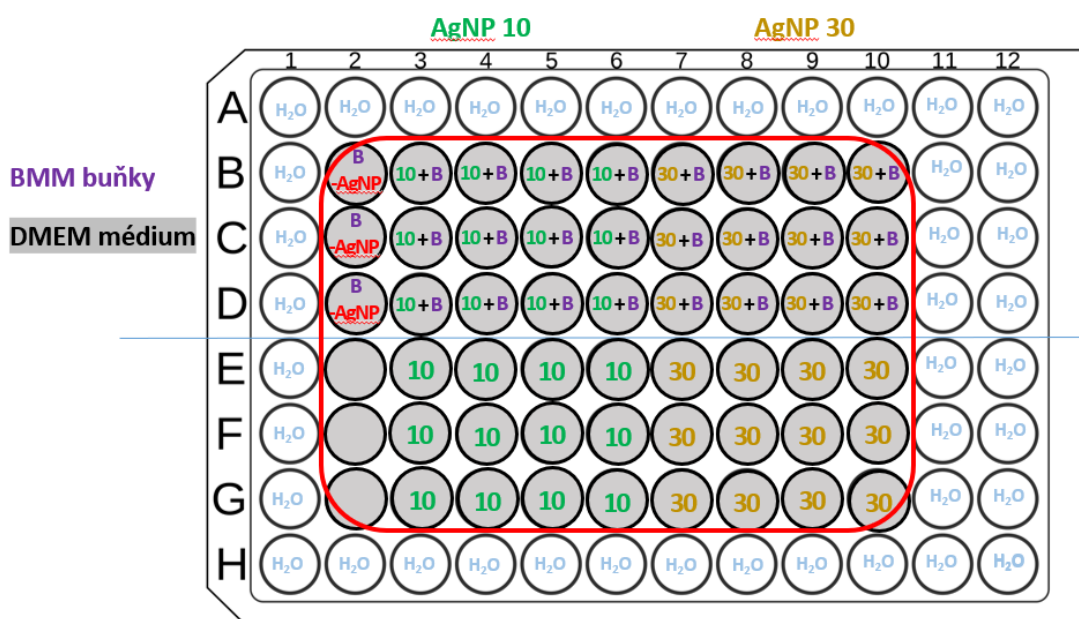 AgNP 10 AgNP 30
1 2 3 4 5 6 7 8 9 10 11 12
A H₂O H₂O H₂O H₂O H₂O H₂O H₂O H₂O H₂O H₂O H₂O H₂O
BMM buňky
DMEM médium
B H₂O B -AgNP 10+B 10+B 10+B 10+B 30+B 30+B 30+B 30+B H₂O H₂O
C H₂O B -AgNP 10+B 10+B 10+B 10+B 30+B 30+B 30+B 30+B H₂O H₂O
D H₂O B -AgNP 10+B 10+B 10+B 10+B 30+B 30+B 30+B 30+B H₂O H₂O
E H₂O 10 10 10 10 30 30 30 30 H₂O H₂O
F H₂O 10 10 10 10 30 30 30 30 H₂O H₂O
G H₂O 10 10 10 10 30 30 30 30 H₂O H₂O
H H₂O H₂O H₂O H₂O H₂O H₂O H₂O H₂O H₂O H₂O H₂O H₂O